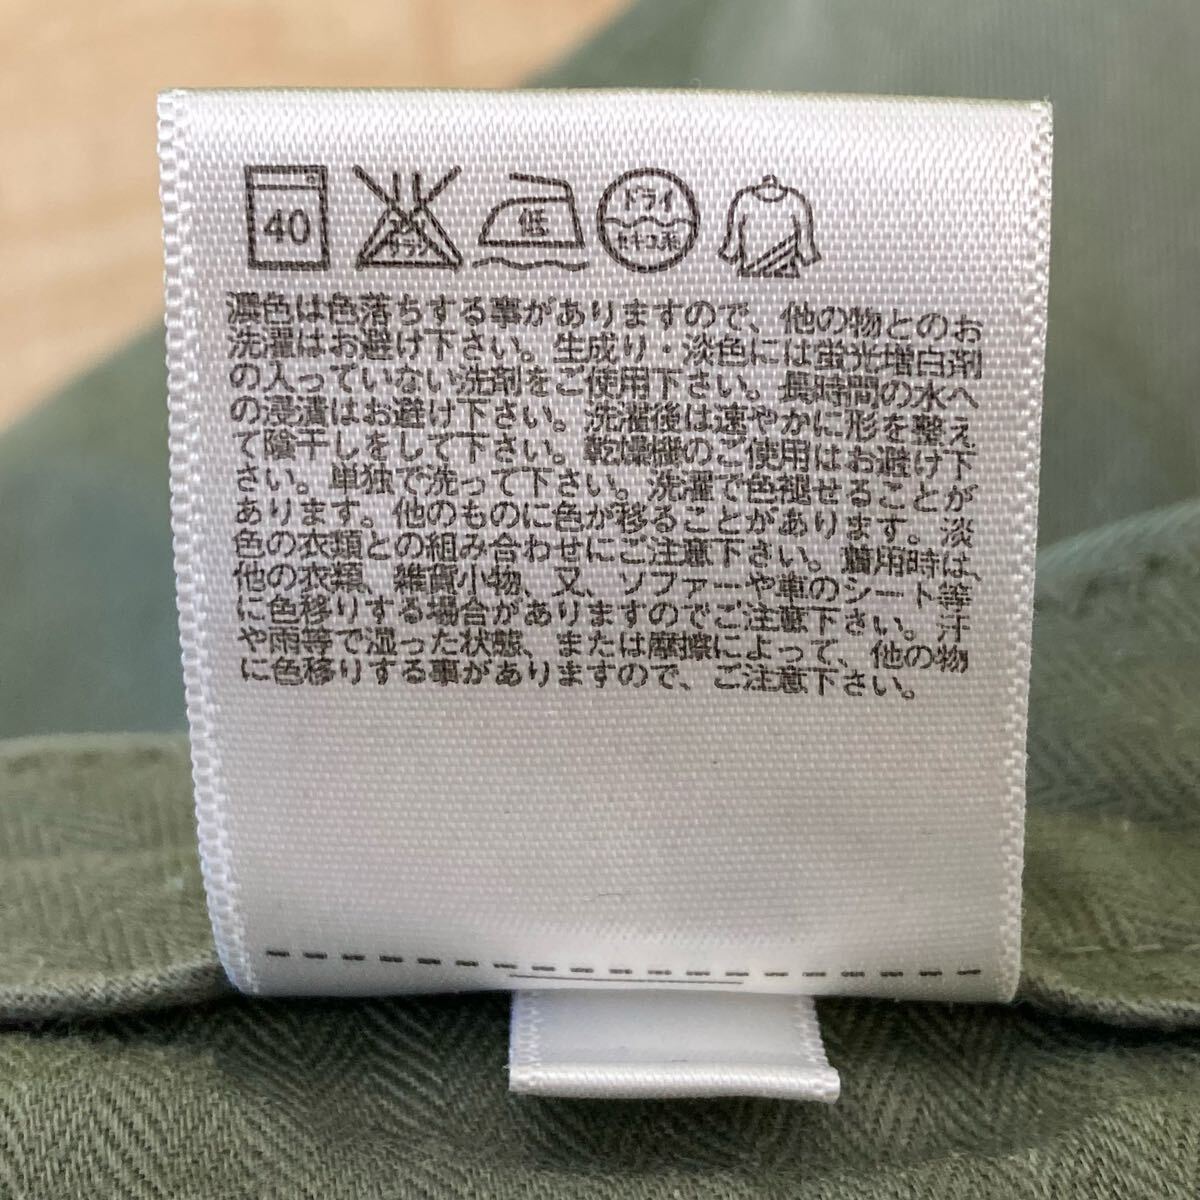 40
エンソ
サラシ
低
ドライ
セキユ系
濃色は色落ちする事がありますので、他の物とのお
洗濯はお避け下さい。生成り・淡色には蛍光増白剤
の入っていない洗剤をご使用下さい。長時間の水へ
の浸漬はお避け下さい。洗濯後は速やかに形を整え
て陰干しをして下さい。乾燥機のご使用はお避け下
さい。単独で洗って下さい。洗濯で色褪せることが
あります。他のものに色が移ることがあります。淡
色の衣類との組み合わせにご注意下さい。着用時は、
他の衣類、雑貨小物、又、ソファーや車のシート等
に色移りする場合がありますのでご注意下さい。汗
や雨等で湿った状態、または摩擦によって、他の物
に色移りする事がありますので、ご注意下さい。